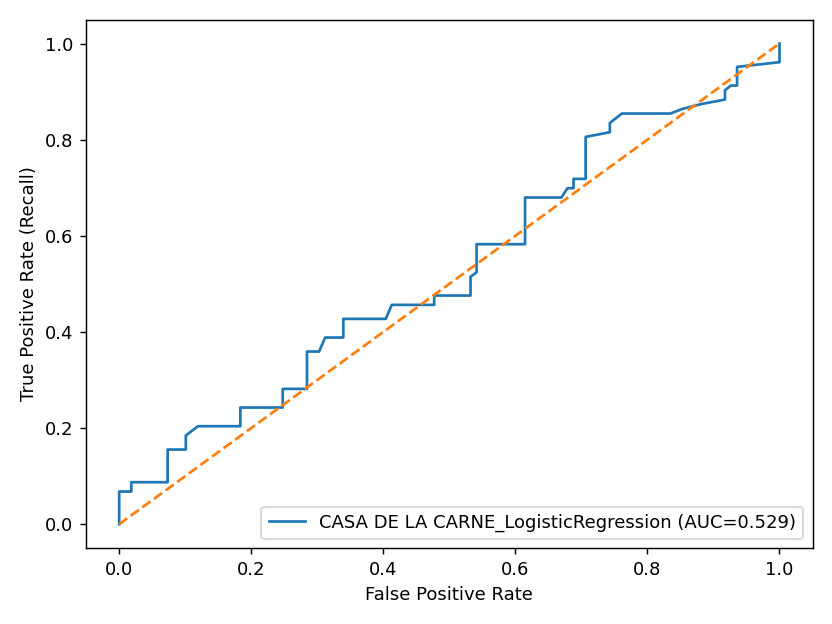 1.0
0.8
0.6
0.4
0.2
0.0
True Positive Rate (Recall)
CASA DE LA CARNE_LogisticRegression (AUC=0.529)
0.0 0.2 0.4 0.6 0.8 1.0
False Positive Rate